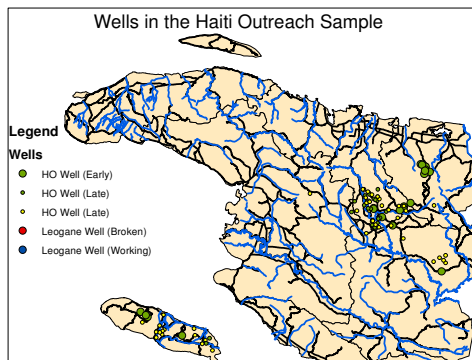 Wells in the Haiti Outreach Sample
Legend
Wells
HO Well (Early)
HO Well (Late)
HO Well (Late)
Leogane Well (Broken)
Leogane Well (Working)